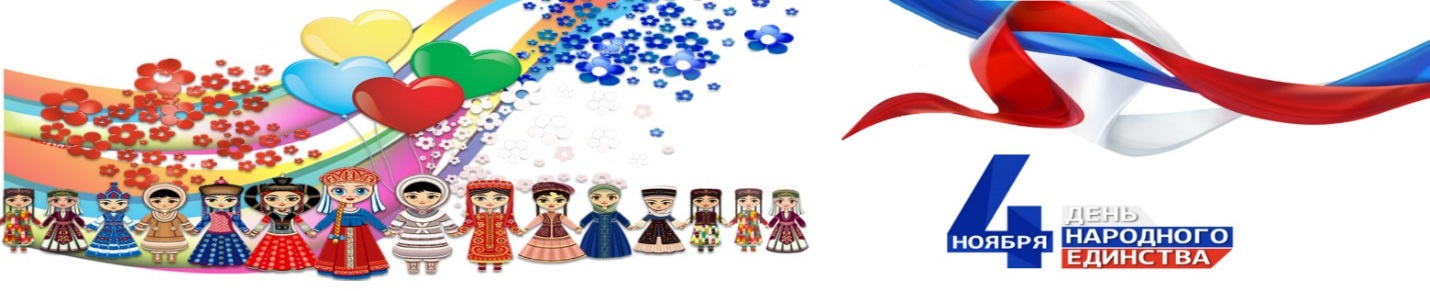 4
НОЯБРЯ
ДЕНЬ
НАРОДНОГО
ЕДИНСТВА